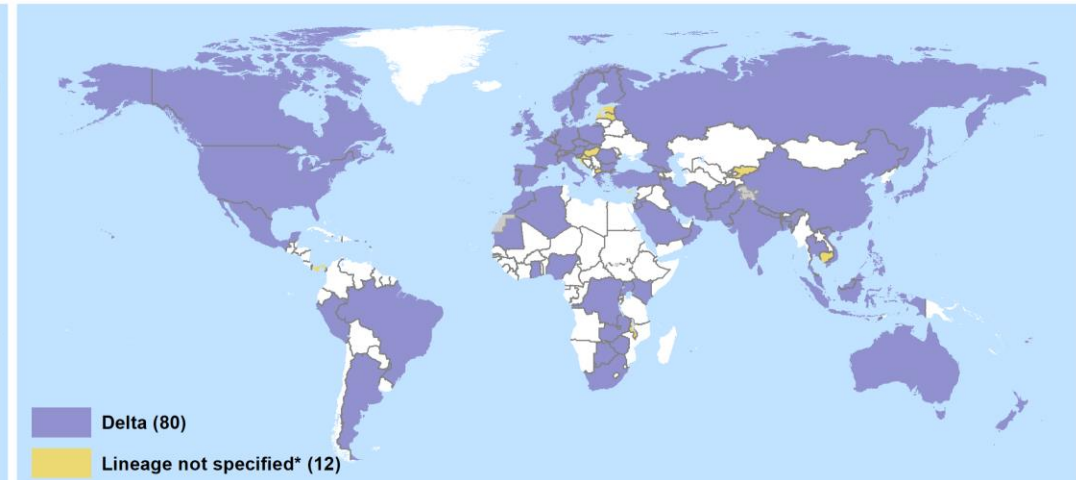 Delta (80)
Lineage not specified* (12)